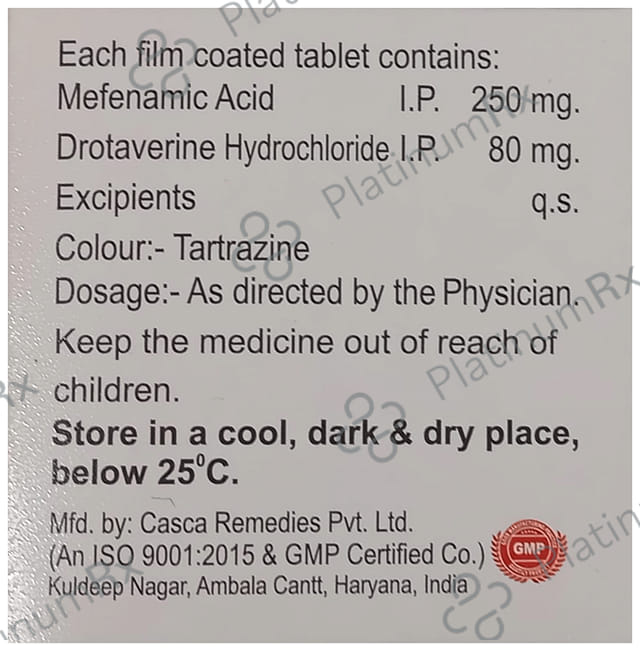 Each film coated tablet contains:
Mefenamic Acid I.P. 250 mg.
Drotaverine Hydrochloride I.P. 80 mg.
Excipients q.s.
Colour:- Tartrazine
Dosage:- As directed by the Physician.
Keep the medicine out of reach of
children.
Store in a cool, dark & dry place,
below 25⁰C.
Mfd. by: Casca Remedies Pvt. Ltd.
(An ISO 9001:2015 & GMP Certified Co.)
GMP
Kuldeep Nagar, Ambala Cantt, Haryana, India
PlatinumRx
PlatinumRx